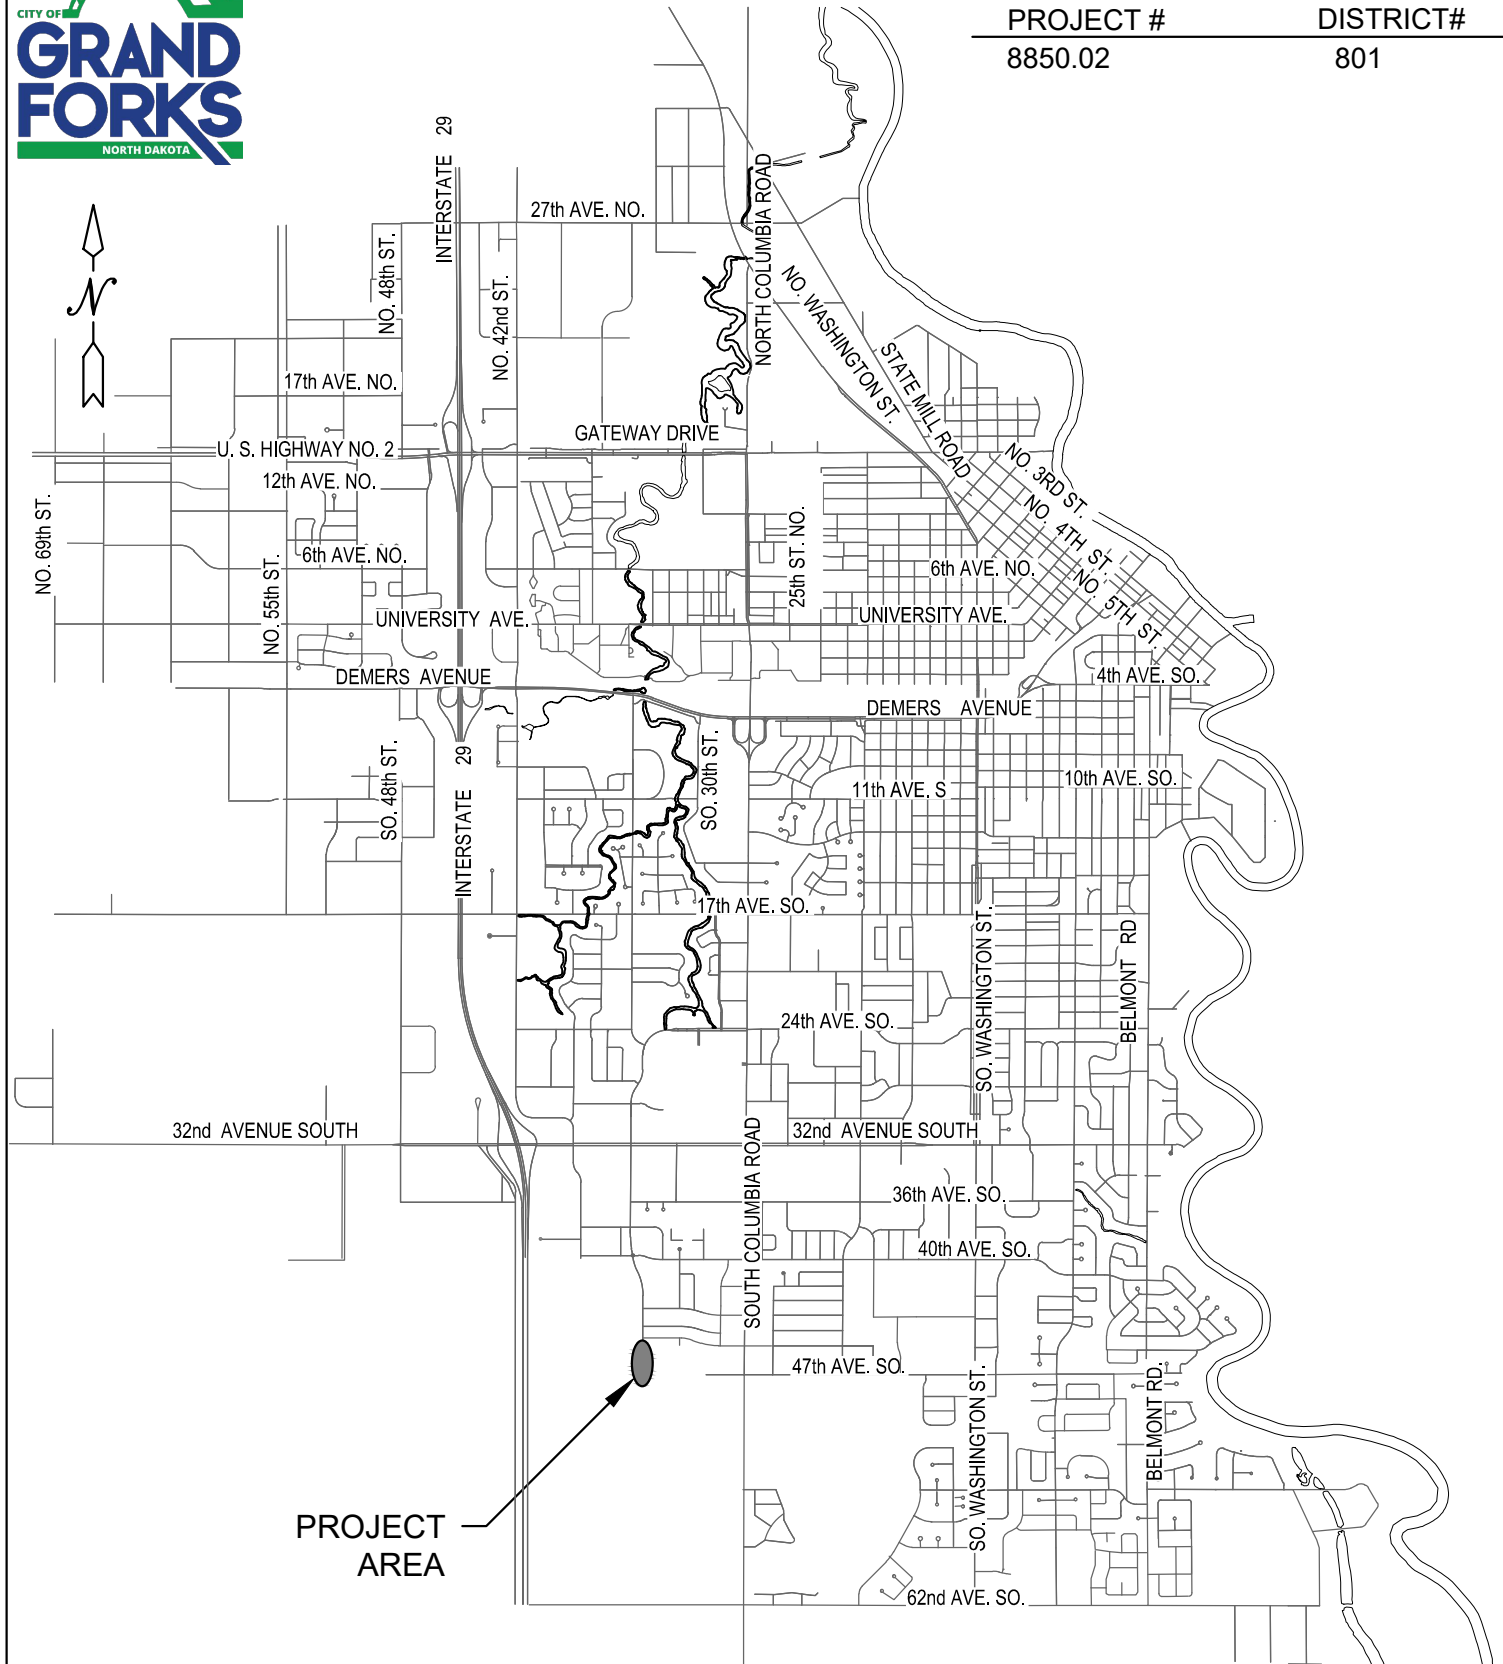 CITY OF
GRAND
FORKS
NORTH DAKOTA
PROJECT #
DISTRICT#
8850.02
801
N
INTERSTATE 29
27th AVE. NO.
NORTH COLUMBIA ROAD
NO. 48th ST.
NO. 42nd ST.
NO. WASHINGTON ST.
STATE MILL ROAD
17th AVE. NO.
GATEWAY DRIVE
U. S. HIGHWAY NO. 2
12th AVE. NO.
NO. 3RD ST.
NO. 4TH ST.
NO. 5TH ST.
NO. 69th ST.
6th AVE. NO.
NO. 55th ST.
25th ST. NO.
6th AVE. NO.
UNIVERSITY AVE.
UNIVERSITY AVE.
DEMERS AVENUE
4th AVE. SO.
DEMERS AVENUE
SO. 48th ST.
INTERSTATE 29
SO. 30th ST.
11th AVE. S
10th AVE. SO.
17th AVE. SO.
SO. WASHINGTON ST.
BELMONT RD
24th AVE. SO.
32nd AVENUE SOUTH
32nd AVENUE SOUTH
SOUTH COLUMBIA ROAD
36th AVE. SO.
40th AVE. SO.
47th AVE. SO.
SO. WASHINGTON ST.
BELMONT RD.
PROJECT
AREA
62nd AVE. SO.